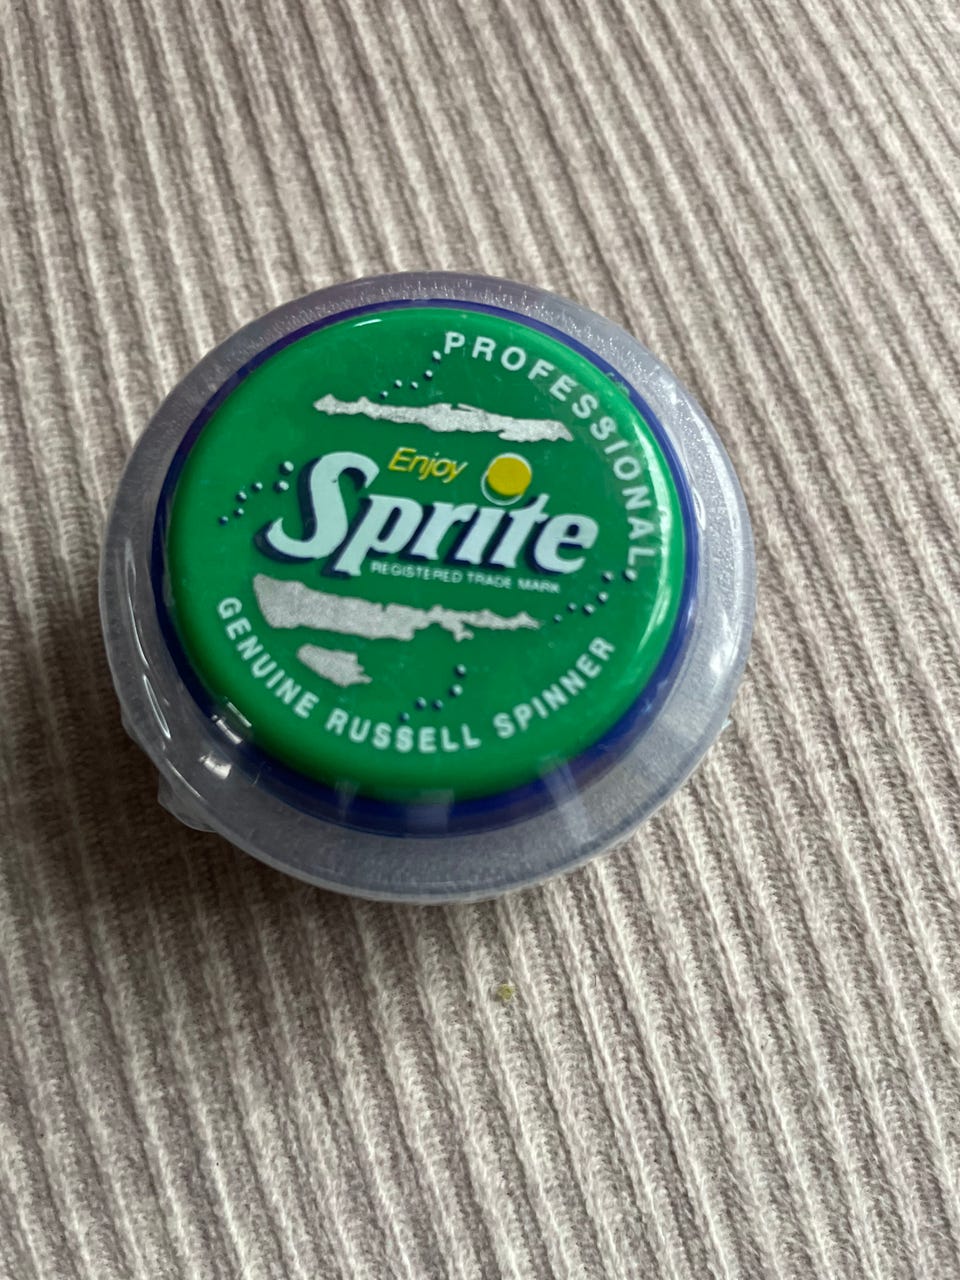 PROFESSIONAL
Enjoy
Sprite
REGISTERED TRADE MARK
GENUINE RUSSELL SPINNER